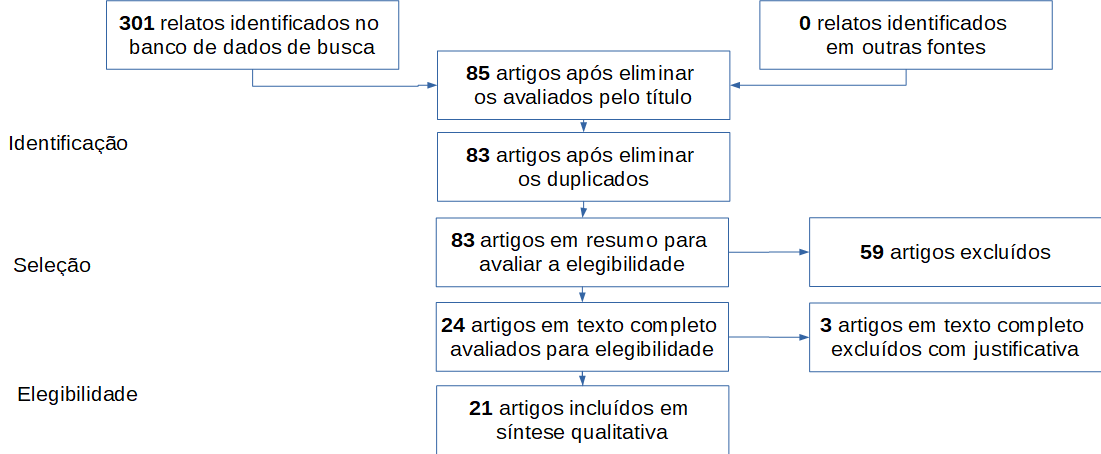 301 relatos identificados no
banco de dados de busca
0 relatos identificados
em outras fontes
85 artigos após eliminar
os avaliados pelo título
Identificação
83 artigos após eliminar
os duplicados
83 artigos em resumo para
avaliar a elegibilidade
Seleção
59 artigos excluídos
24 artigos em texto completo
avaliados para elegibilidade
3 artigos em texto completo
excluídos com justificativa
Elegibilidade
21 artigos incluídos em
síntese qualitativa